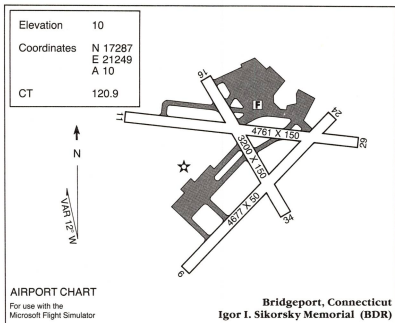 Elevation 10
Coordinates N 17287
E 21249
A 10
CT 120.9
N
VAR 12° W
16
F
24
11
4761 X 150
29
3200 X 150
4677 X 50
34
6
AIRPORT CHART
For use with the
Microsoft Flight Simulator
Bridgeport, Connecticut
Igor I. Sikorsky Memorial (BDR)